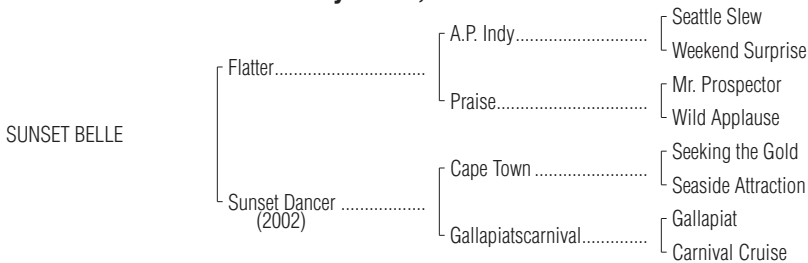 Seattle Slew
A.P. Indy..............................
Weekend Surprise
Flatter..................................
Mr. Prospector
Praise..................................
Wild Applause
SUNSET BELLE
Seeking the Gold
Cape Town ..........................
Seaside Attraction
Sunset Dancer ...................
(2002)
Gallapiat
Gallapiatscarnival...............
Carnival Cruise